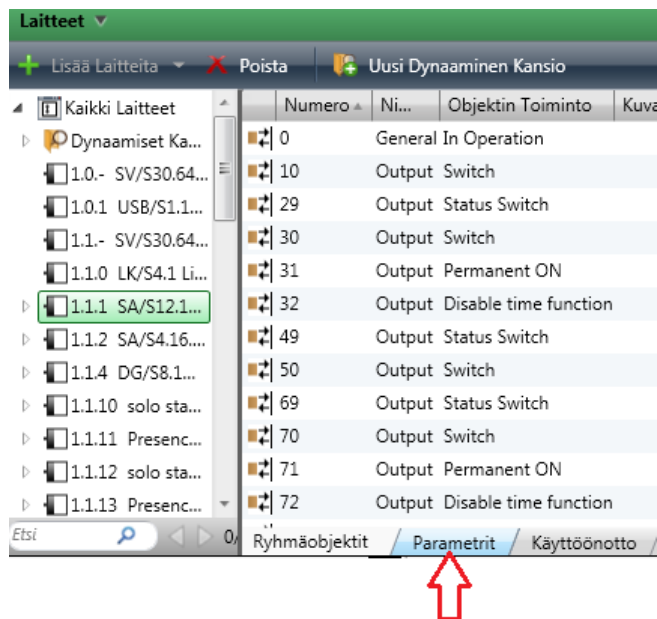 Laitteet
Lisää Laitteita Poista Uusi Dynaaminen Kansio
Kaikki Laitteet
Dynaamiset Ka...
1.0.- SV/S30.64...
1.0.1 USB/S1.1...
1.1.- SV/S30.64...
1.1.0 LK/S4.1 Li...
1.1.1 SA/S12.1...
1.1.2 SA/S4.16....
1.1.4 DG/S8.1...
1.1.10 solo sta...
1.1.11 Presenc...
1.1.12 solo sta...
1.1.13 Presenc...
Etsi 0/
Numero Ni... Objektin Toiminto Kuva
0 General In Operation
10 Output Switch
29 Output Status Switch
30 Output Switch
31 Output Permanent ON
32 Output Disable time function
49 Output Status Switch
50 Output Switch
69 Output Status Switch
70 Output Switch
71 Output Permanent ON
72 Output Disable time function
Ryhmäobjektit Parametrit Käyttöönotto